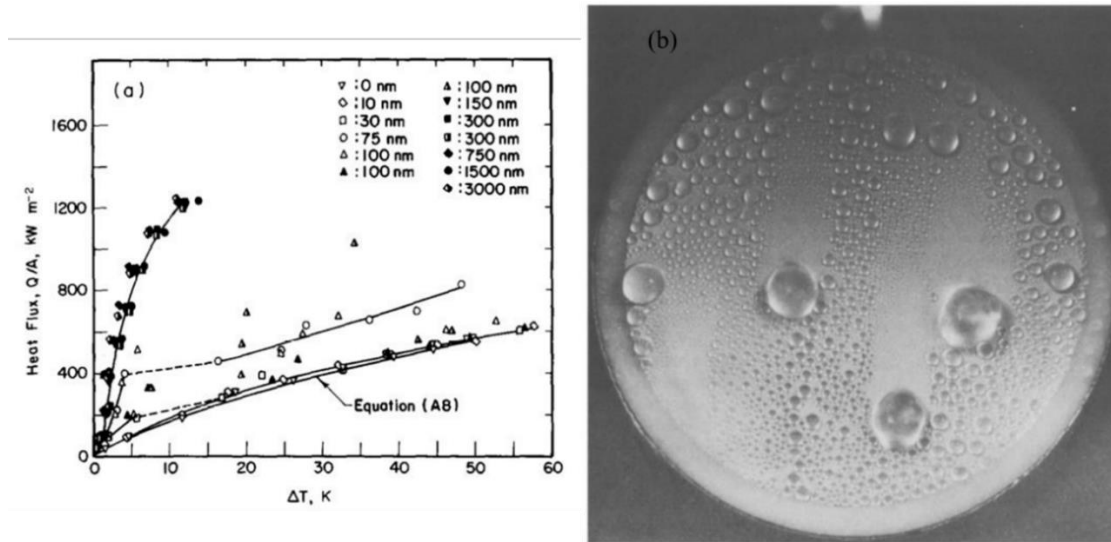 (a)
▽:0 nm
◇:10 nm
□:30 nm
○:75 nm
△:100 nm
▲:100 nm
△:100 nm
▼:150 nm
■:300 nm
◨:300 nm
◆:750 nm
●:1500 nm
:3000 nm
1600
1200
800
400
0
Heat Flux, Q/A, kW m⁻²
Equation (A8)
0 10 20 30 40 50 60
ΔT, K
(b)